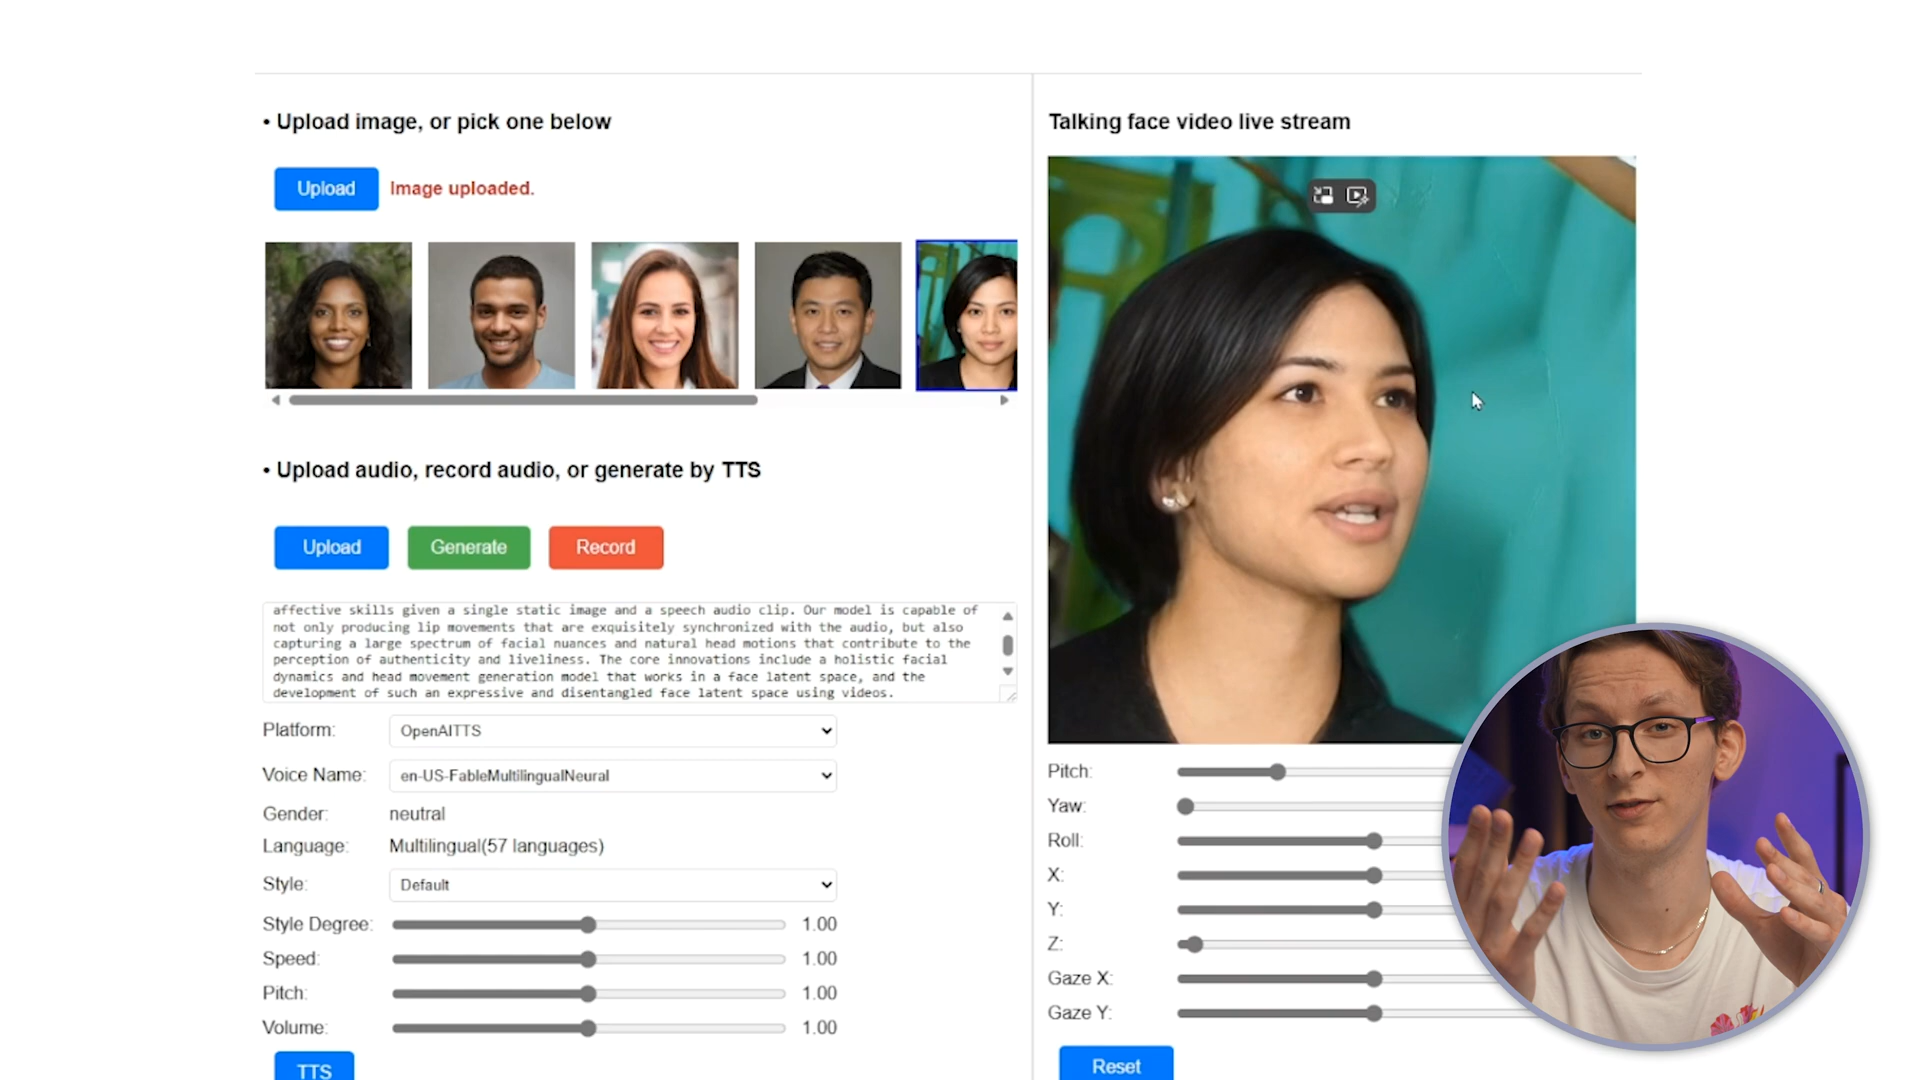 • Upload image, or pick one below
Upload
Image uploaded.
• Upload audio, record audio, or generate by TTS
Upload
Generate
Record
affective skills given a single static image and a speech audio clip. Our model is capable of
not only producing lip movements that are exquisitely synchronized with the audio, but also
capturing a large spectrum of facial nuances and natural head motions that contribute to the
perception of authenticity and liveliness. The core innovations include a holistic facial
dynamics and head movement generation model that works in a face latent space, and the
development of such an expressive and disentangled face latent space using videos.
Platform: OpenAITTS
Voice Name: en-US-FableMultilingualNeural
Gender: neutral
Language: Multilingual(57 languages)
Style: Default
Style Degree: 1.00
Speed: 1.00
Pitch: 1.00
Volume: 1.00
TTS
Talking face video live stream
Pitch:
Yaw:
Roll:
X:
Y:
Z:
Gaze X:
Gaze Y:
Reset